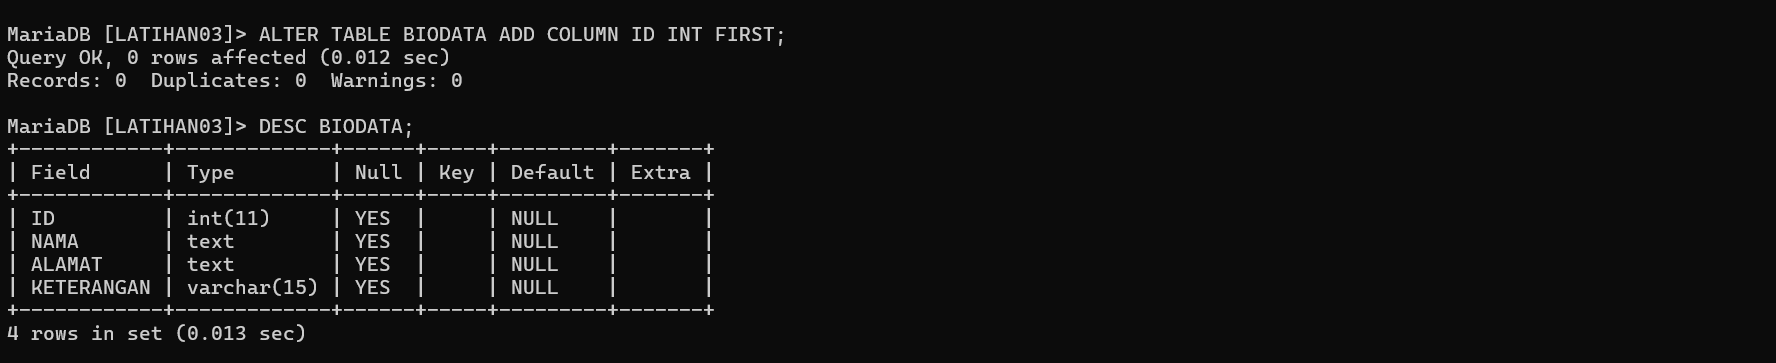 MariaDB [LATIHAN03]> ALTER TABLE BIODATA ADD COLUMN ID INT FIRST;
Query OK, 0 rows affected (0.012 sec)
Records: 0  Duplicates: 0  Warnings: 0

MariaDB [LATIHAN03]> DESC BIODATA;
+------------+-------------+------+-----+---------+-------+
| Field      | Type        | Null | Key | Default | Extra |
+------------+-------------+------+-----+---------+-------+
| ID         | int(11)     | YES  |     | NULL    |       |
| NAMA       | text        | YES  |     | NULL    |       |
| ALAMAT     | text        | YES  |     | NULL    |       |
| KETERANGAN | varchar(15) | YES  |     | NULL    |       |
+------------+-------------+------+-----+---------+-------+
4 rows in set (0.013 sec)